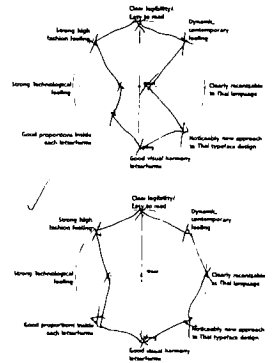 Clear legibility/
Easy to read
Strong high
fashion feeling
Dynamic,
contemporary
feeling
Strong Technological
feeling
Clearly recognizable
in Thai language
Good proportions inside
each letterforms
Noticeably new approach
to Thai typeface design
Good visual harmony
letterforms
Clear legibility/
Easy to read
Strong high
fashion feeling
Dynamic,
contemporary
feeling
Strong Technological
feeling
Clearly recognizable
in Thai language
Good proportions inside
each letterforms
Noticeably new approach
to Thai typeface design
Good visual harmony
letterforms